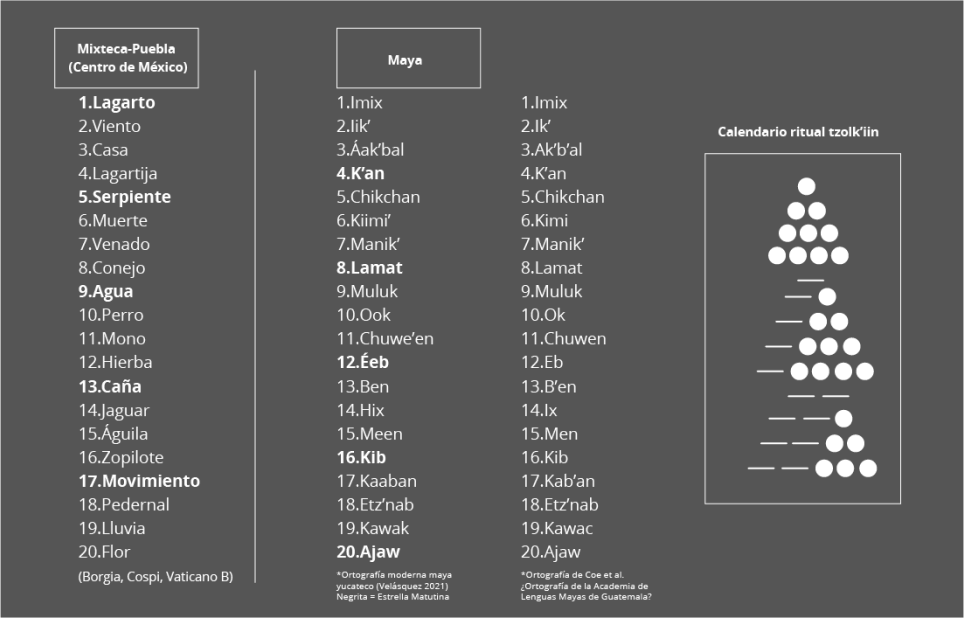 Mixteca-Puebla
(Centro de México)
1.Lagarto
2.Viento
3.Casa
4.Lagartija
5.Serpiente
6.Muerte
7.Venado
8.Conejo
9.Agua
10.Perro
11.Mono
12.Hierba
13.Caña
14.Jaguar
15.Águila
16.Zopilote
17.Movimiento
18.Pedernal
19.Lluvia
20.Flor
(Borgia, Cospi, Vaticano B)
Maya
1.Imix
2.Iik’
3.Áak’bal
4.K’an
5.Chikchan
6.Kiimi’
7.Manik’
8.Lamat
9.Muluk
10.Ook
11.Chuwe’en
12.Éeb
13.Ben
14.Hix
15.Meen
16.Kib
17.Kaaban
18.Etz’nab
19.Kawak
20.Ajaw
*Ortografía moderna maya
yucateco (Velásquez 2021)
Negrita = Estrella Matutina
1.Imix
2.Ik’
3.Ak’b’al
4.K’an
5.Chikchan
6.Kimi
7.Manik’
8.Lamat
9.Muluk
10.Ok
11.Chuwen
12.Eb
13.B’en
14.Ix
15.Men
16.Kib
17.Kab’an
18.Etz’nab
19.Kawac
20.Ajaw
*Ortografía de Coe et al.
¿Ortografía de la Academia de
Lenguas Mayas de Guatemala?
Calendario ritual tzolk’iin